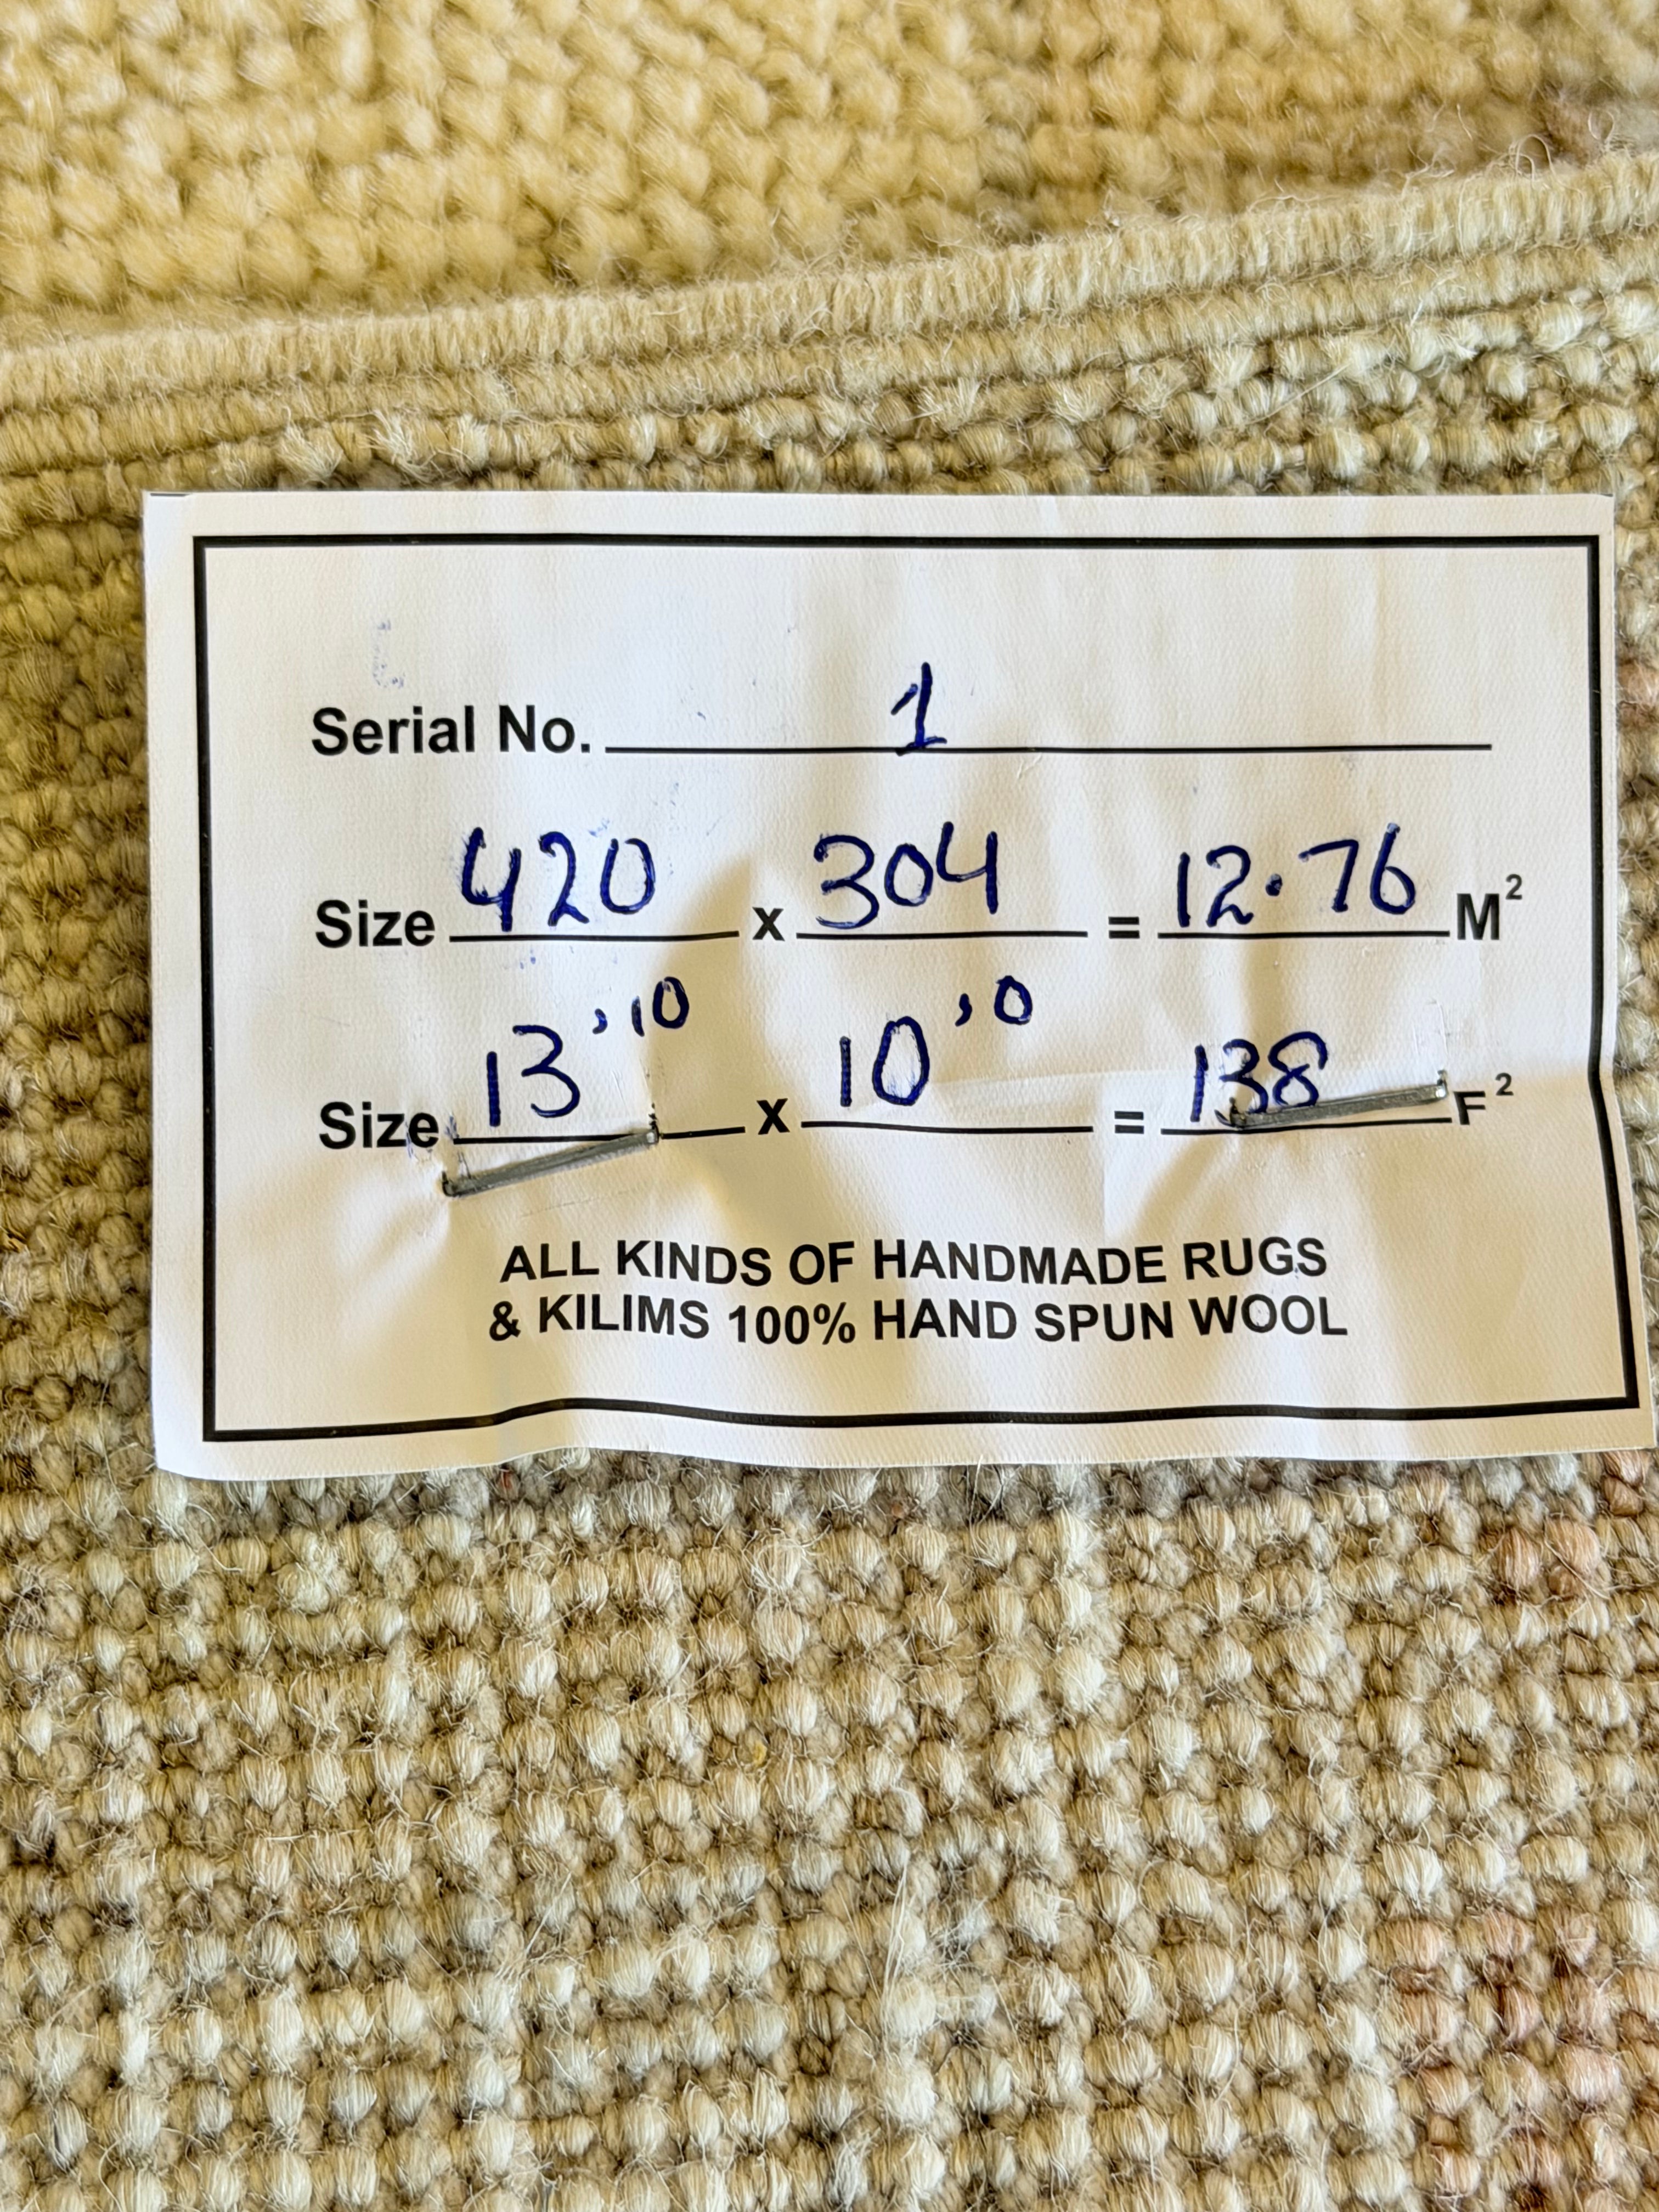 Serial No. 1
Size 420 x 304 = 12.76 M²
Size 13'10 x 10'0 = 138 F²
ALL KINDS OF HANDMADE RUGS
& KILIMS 100% HAND SPUN WOOL